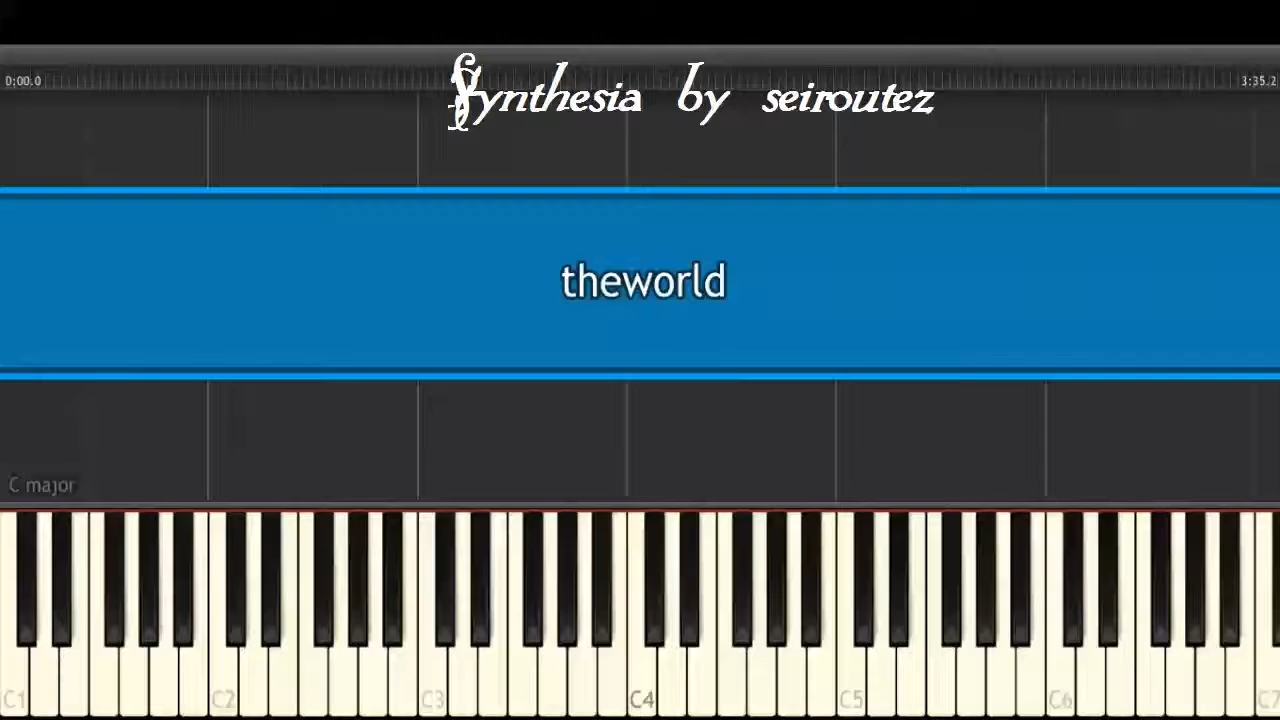 0:00.0
3:35.2
Synthesia by seiroutez
theworld
C major
C1 C2 C3 C4 C5 C6 C7